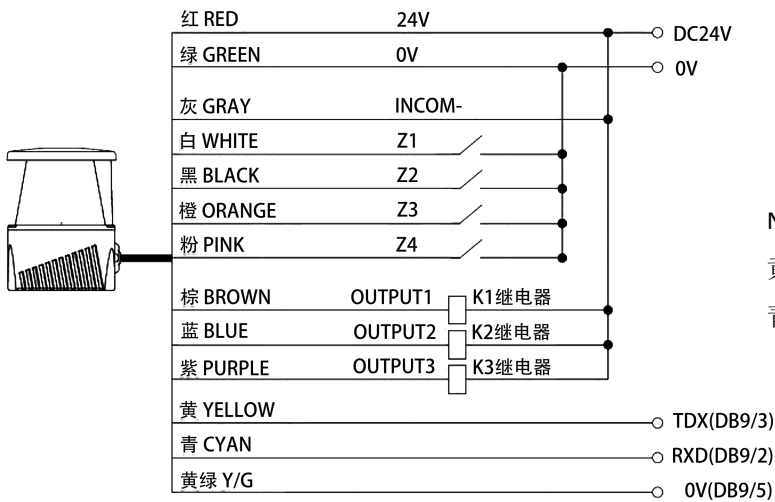 红 RED 24V
DC24V
绿 GREEN 0V
0V
灰 GRAY INCOM-
白 WHITE Z1
黑 BLACK Z2
橙 ORANGE Z3
粉 PINK Z4
棕 BROWN OUTPUT1 K1继电器
蓝 BLUE OUTPUT2 K2继电器
紫 PURPLE OUTPUT3 K3继电器
黄 YELLOW
TDX(DB9/3)
青 CYAN
RXD(DB9/2)
黄绿 Y/G
0V(DB9/5)